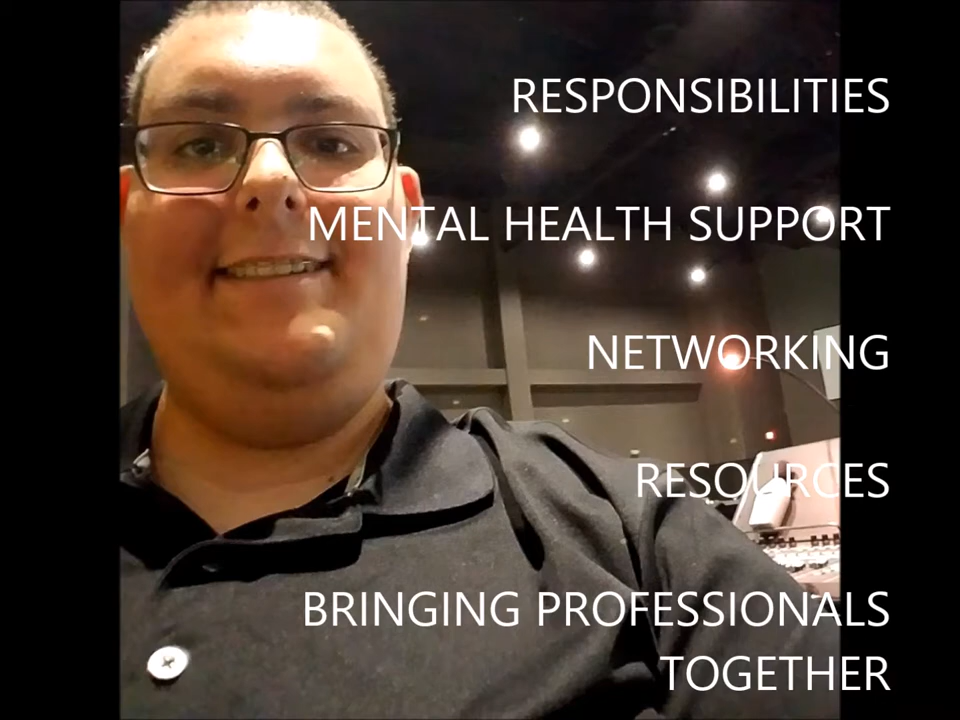 RESPONSIBILITIES
MENTAL HEALTH SUPPORT
NETWORKING
RESOURCES
BRINGING PROFESSIONALS
TOGETHER